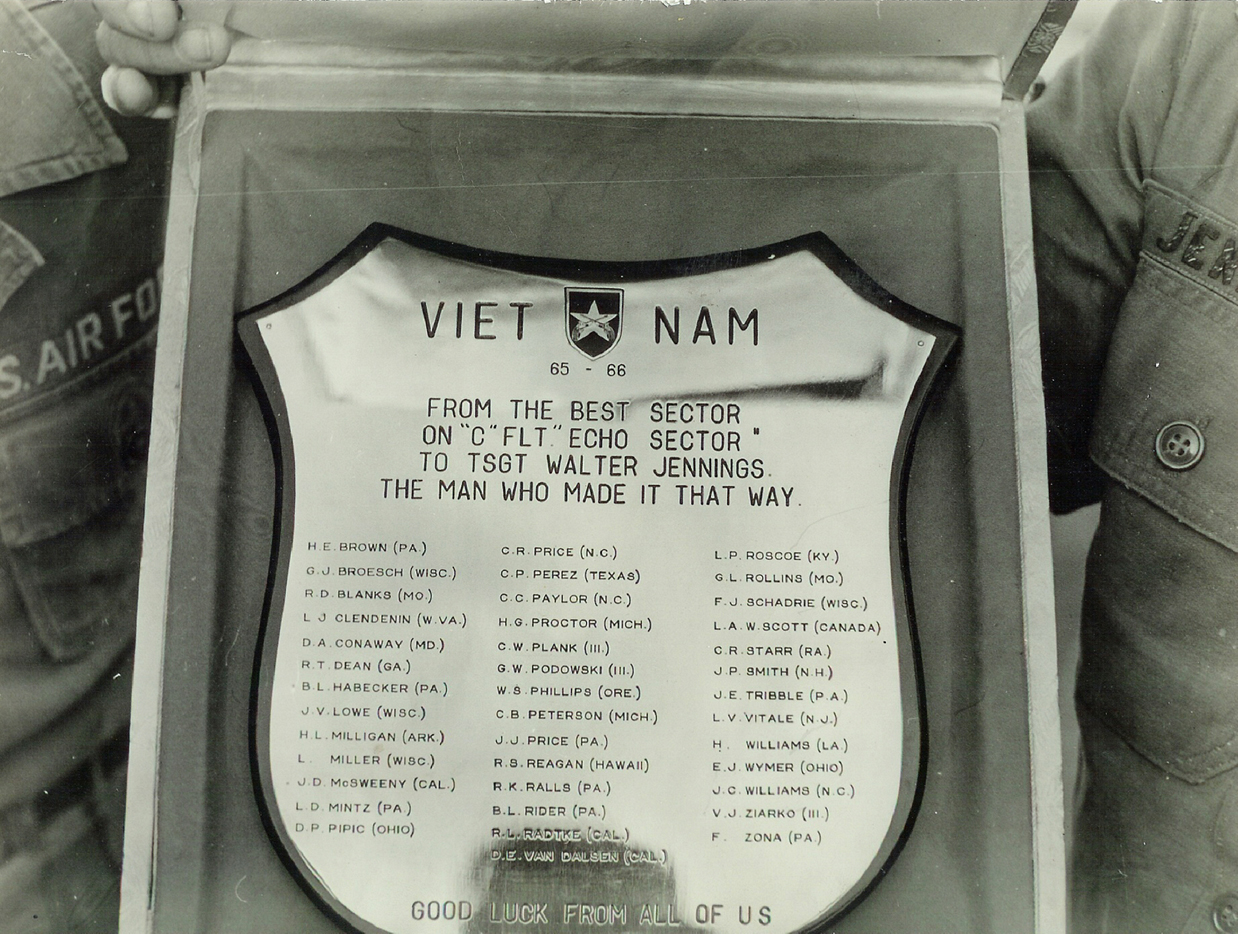 S. AIR FO
JEN
VIET NAM
65 - 66
FROM THE BEST SECTOR
ON "C" FLT. "ECHO SECTOR"
TO TSGT WALTER JENNINGS.
THE MAN WHO MADE IT THAT WAY.
H.E. BROWN (PA.)
G.J. BROESCH (WISC.)
R.D. BLANKS (MO.)
L J CLENDENIN (W.VA.)
D.A. CONAWAY (MD.)
R.T. DEAN (GA.)
B.L. HABECKER (PA.)
J.V. LOWE (WISC.)
H.L. MILLIGAN (ARK.)
L. MILLER (WISC.)
J.D. McSWEENY (CAL.)
L.D. MINTZ (PA.)
D.P. PIPIC (OHIO)
C.R. PRICE (N.C.)
C.P. PEREZ (TEXAS)
C.C. PAYLOR (N.C.)
H.G. PROCTOR (MICH.)
C.W. PLANK (III.)
G.W. PODOWSKI (III.)
W.S. PHILLIPS (ORE.)
C.B. PETERSON (MICH.)
J.J. PRICE (PA.)
R.S. REAGAN (HAWAII)
R.K. RALLS (PA.)
B.L. RIDER (PA.)
R.L. RADTKE (CAL.)
D.E. VAN DALSEN (CAL.)
L.P. ROSCOE (KY.)
G.L. ROLLINS (MO.)
F.J. SCHADRIE (WISC.)
L.A.W. SCOTT (CANADA)
C.R. STARR (RA.)
J.P. SMITH (N.H.)
J.E. TRIBBLE (P.A.)
L.V. VITALE (N.J.)
H. WILLIAMS (LA.)
E.J. WYMER (OHIO)
J.C. WILLIAMS (N.C.)
V.J. ZIARKO (III.)
F. ZONA (PA.)
GOOD LUCK FROM ALL OF US